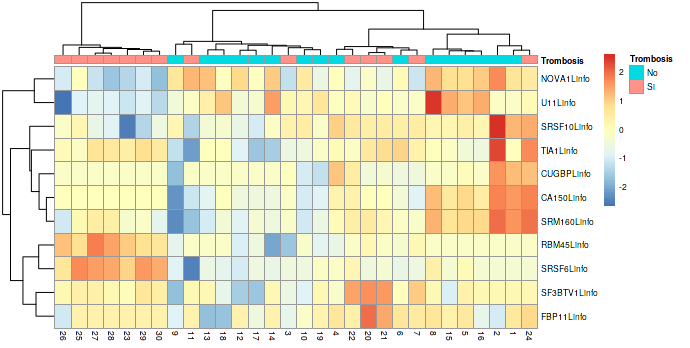 Trombosis
NOVA1Linfo
U11Linfo
SRSF10Linfo
TIA1Linfo
CUGBPLinfo
CA150Linfo
SRM160Linfo
RBM45Linfo
SRSF6Linfo
SF3BTV1Linfo
FBP11Linfo
26 25 27 28 23 29 30 9 11 13 18 12 17 14 3 10 19 4 22 20 21 6 7 8 15 5 16 2 1 24
2
1
0
-1
-2
Trombosis
No
Si